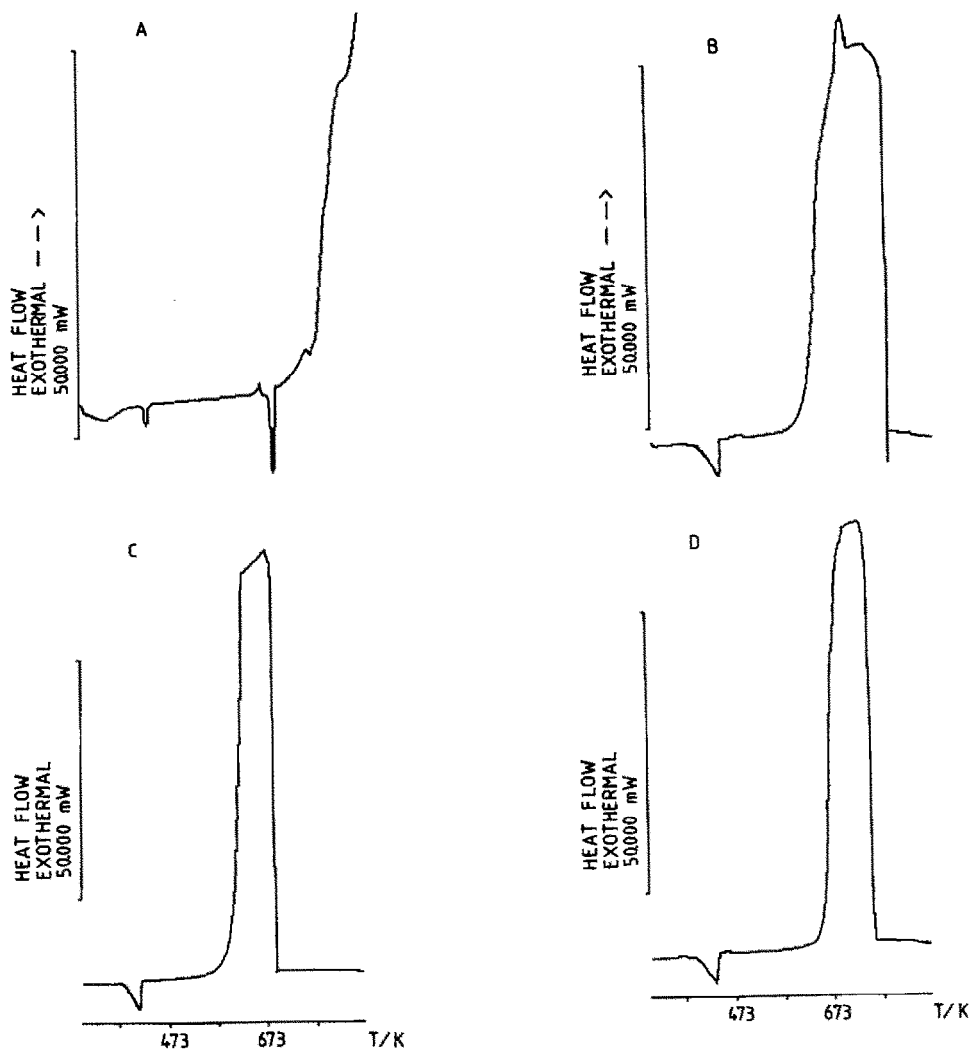 A
HEAT FLOW
EXOTHERMAL -->
50.000 mW
B
HEAT FLOW
EXOTHERMAL -->
50.000 mW
C
HEAT FLOW
EXOTHERMAL
50.000 mW
473
673
T/K
D
HEAT FLOW
EXOTHERMAL
50.000 mW
473
673
T/K